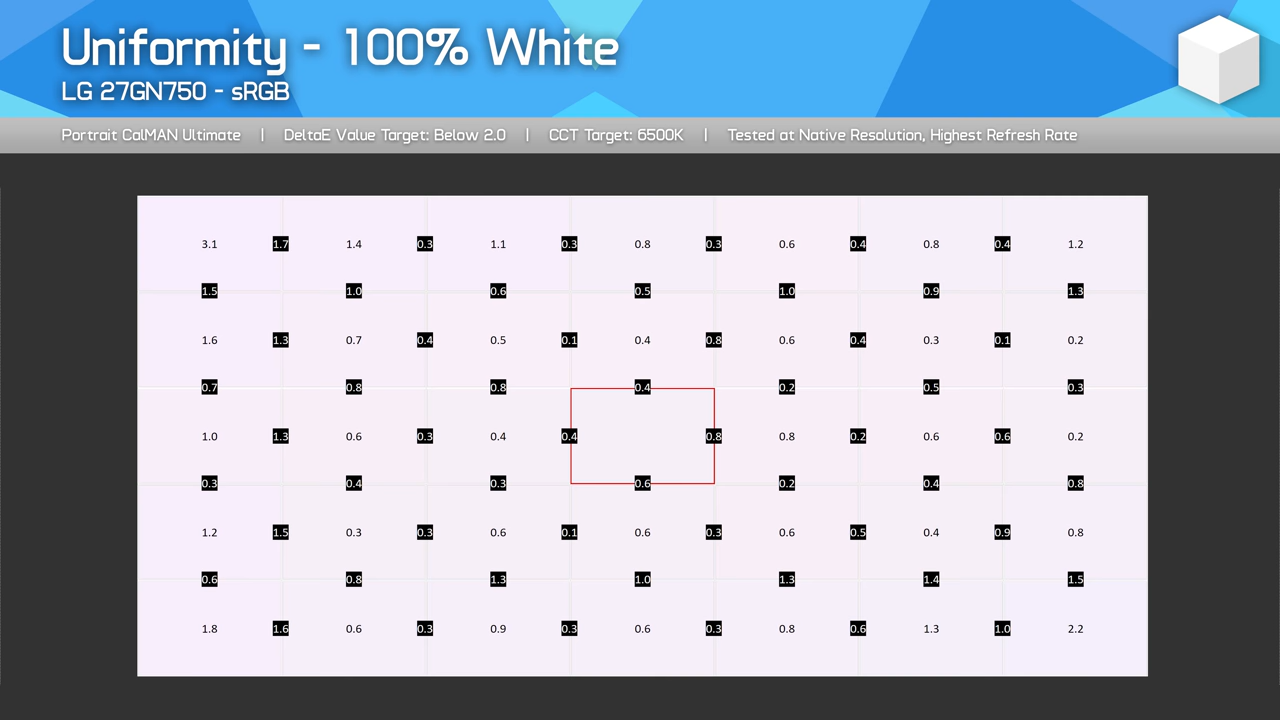 Uniformity - 100% White
LG 27GN750 - sRGB
Portrait CalMAN Ultimate | DeltaE Value Target: Below 2.0 | CCT Target: 6500K | Tested at Native Resolution, Highest Refresh Rate
3.1 1.7 1.4 0.3 1.1 0.3 0.8 0.3 0.6 0.4 0.8 0.4 1.2
1.5 1.0 0.6 0.5 1.0 0.9 1.3
1.6 1.3 0.7 0.4 0.5 0.1 0.4 0.8 0.6 0.4 0.3 0.1 0.2
0.7 0.8 0.8 0.4 0.2 0.5 0.3
1.0 1.3 0.6 0.3 0.4 0.4 0.8 0.8 0.2 0.6 0.6 0.2
0.3 0.4 0.3 0.6 0.2 0.4 0.8
1.2 1.5 0.3 0.3 0.6 0.1 0.6 0.3 0.6 0.5 0.4 0.9 0.8
0.6 0.8 1.3 1.0 1.3 1.4 1.5
1.8 1.6 0.6 0.3 0.9 0.3 0.6 0.3 0.8 0.6 1.3 1.0 2.2